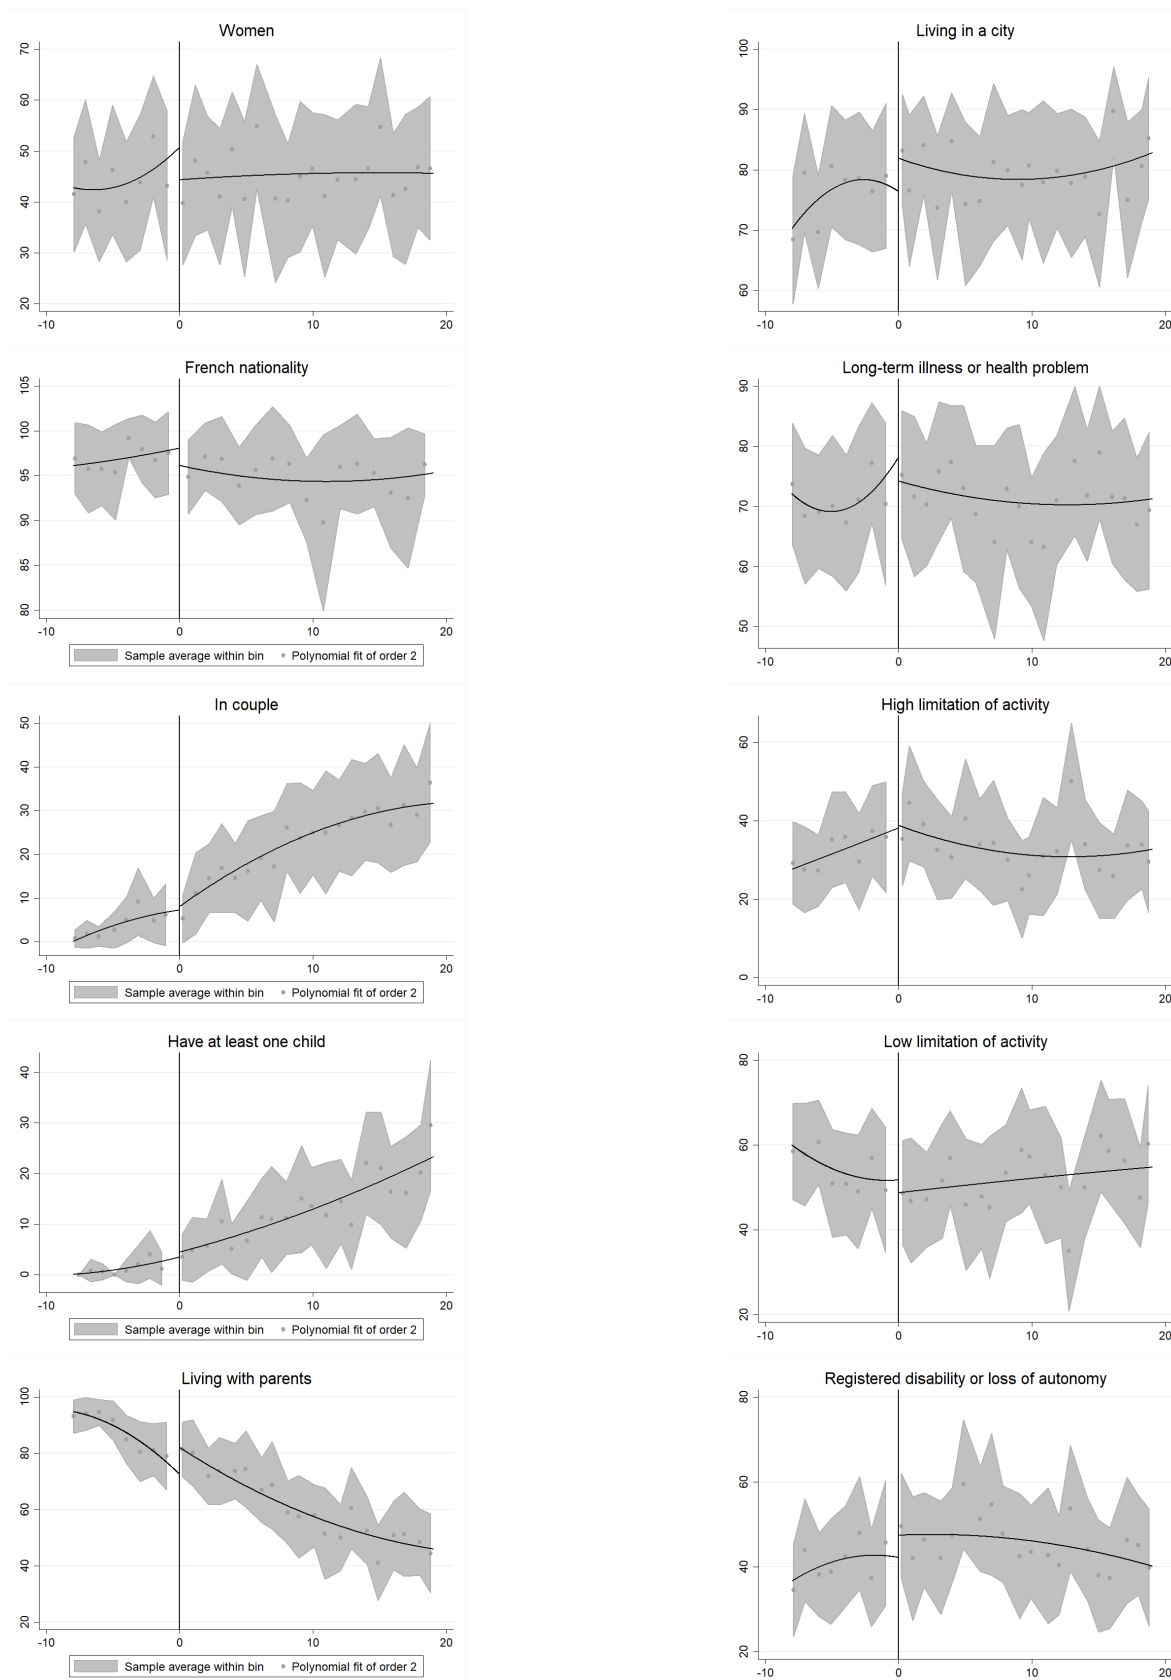 Women
70
60
50
40
30
20
-10 0 10 20
Living in a city
100
90
80
70
60
-10 0 10 20
French nationality
105
100
95
90
85
80
-10 0 10 20
Sample average within bin Polynomial fit of order 2
Long-term illness or health problem
90
80
70
60
50
-10 0 10 20
In couple
50
40
30
20
10
0
-10 0 10 20
Sample average within bin Polynomial fit of order 2
High limitation of activity
60
40
20
0
-10 0 10 20
Have at least one child
40
30
20
10
0
-10 0 10 20
Sample average within bin Polynomial fit of order 2
Low limitation of activity
80
60
40
20
-10 0 10 20
Living with parents
100
80
60
40
20
-10 0 10 20
Sample average within bin Polynomial fit of order 2
Registered disability or loss of autonomy
80
60
40
20
-10 0 10 20